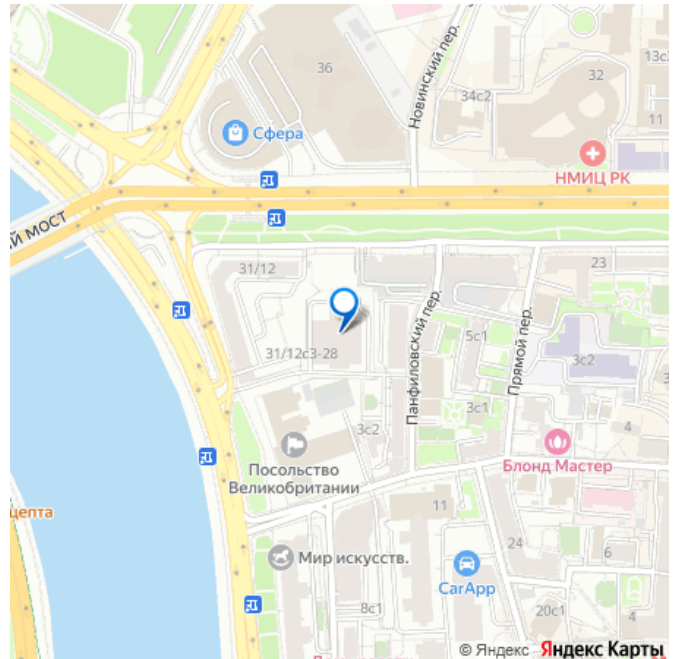 36
Новинский пер.
34с2
32
13с
11
Сфера
НМИЦ РК
ий мост
31/12
23
Панфиловский пер.
5с1
Прямой пер.
31/12с3-28
3с2
3с1
3с2
4
Посольство
Великобритании
Блонд Мастер
цепта
11
24
6
Мир искусств.
CarApp
8с1
20с1
4
© Яндекс Яндекс Карты